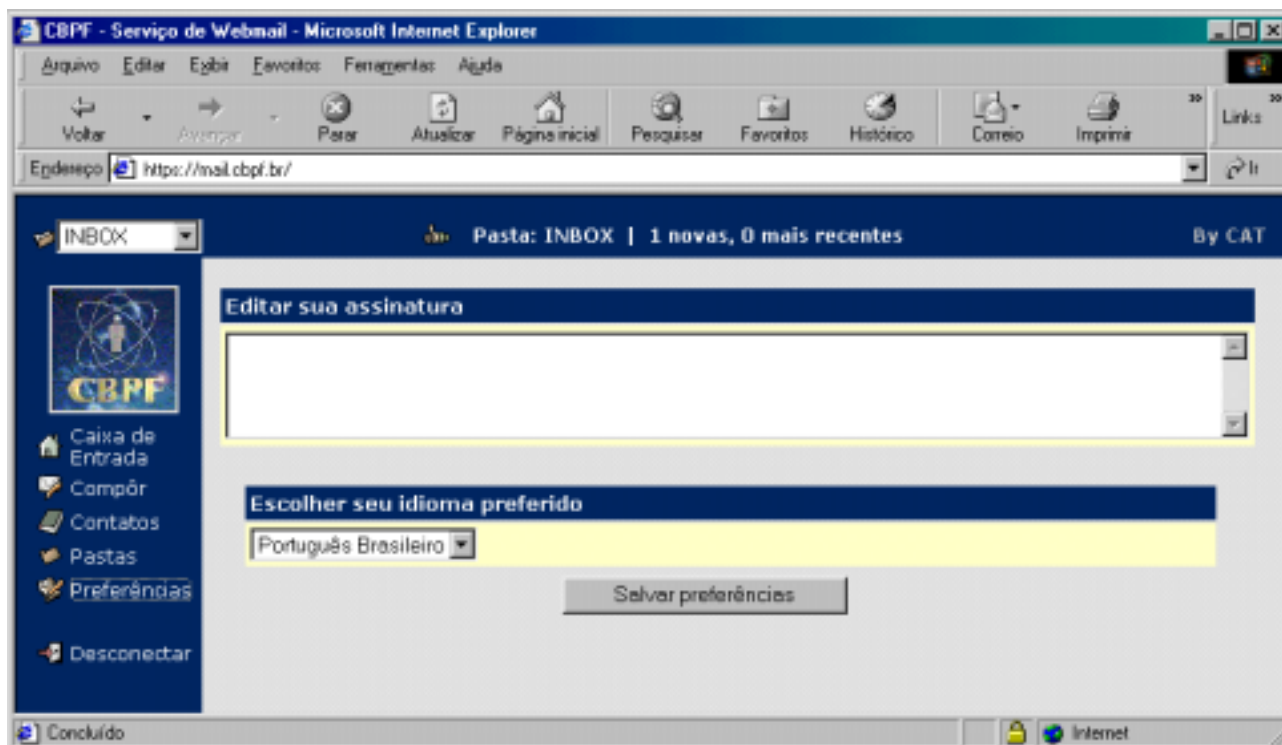 CBPF - Serviço de Webmail - Microsoft Internet Explorer
Arquivo Editar Exibir Favoritos Ferramentas Ajuda
Voltar Avançar Parar Atualizar Página inicial Pesquisar Favoritos Histórico Correio Imprimir » Links »
Endereço https://mail.cbpf.br/ Ir
INBOX Pasta: INBOX | 1 novas, 0 mais recentes By CAT
Editar sua assinatura
CBPF
Caixa de
Entrada
Compôr
Contatos
Pastas
Preferências
Desconectar
Escolher seu idioma preferido
Português Brasileiro
Salvar preferências
Concluído Internet